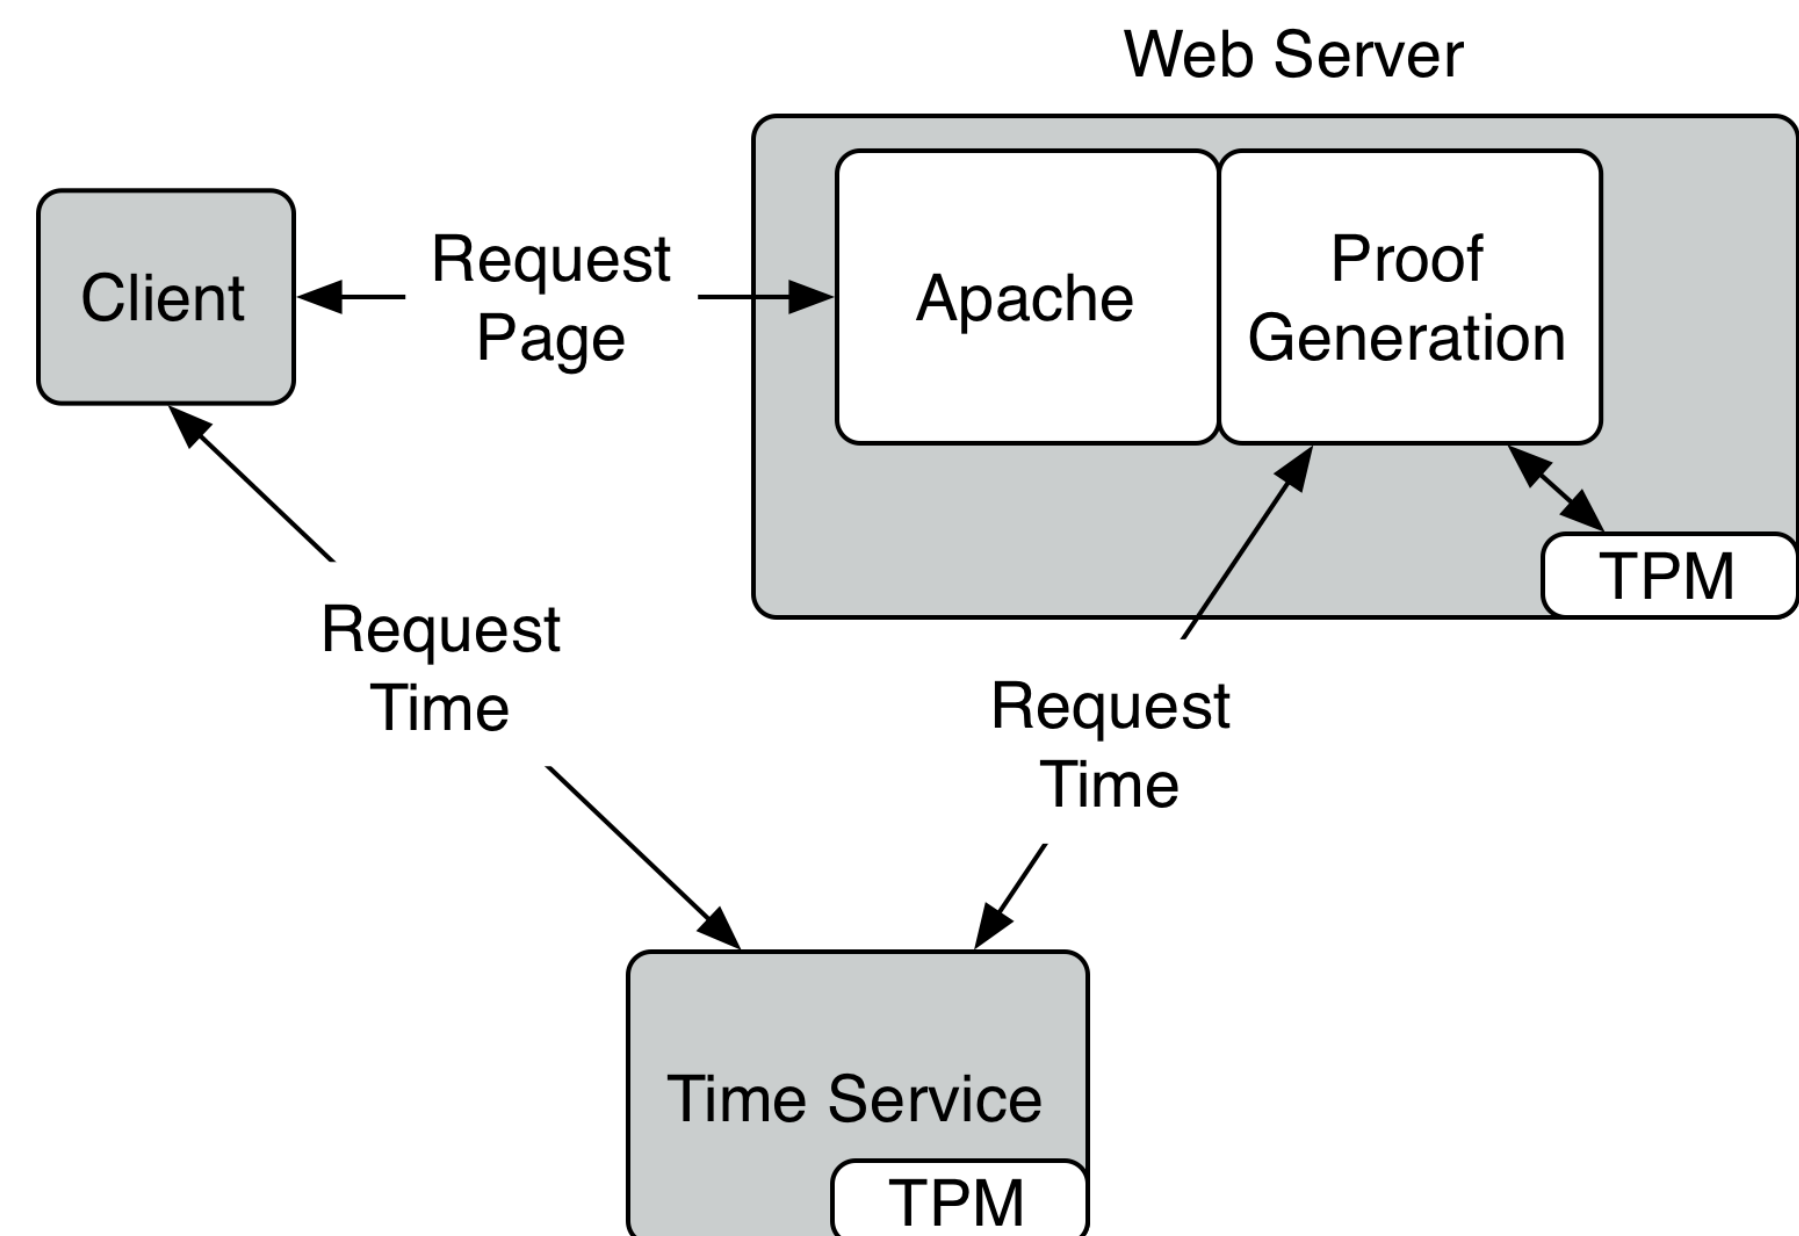 Web Server
Client
Request
Page
Apache
Proof
Generation
TPM
Request
Time
Request
Time
Time Service
TPM